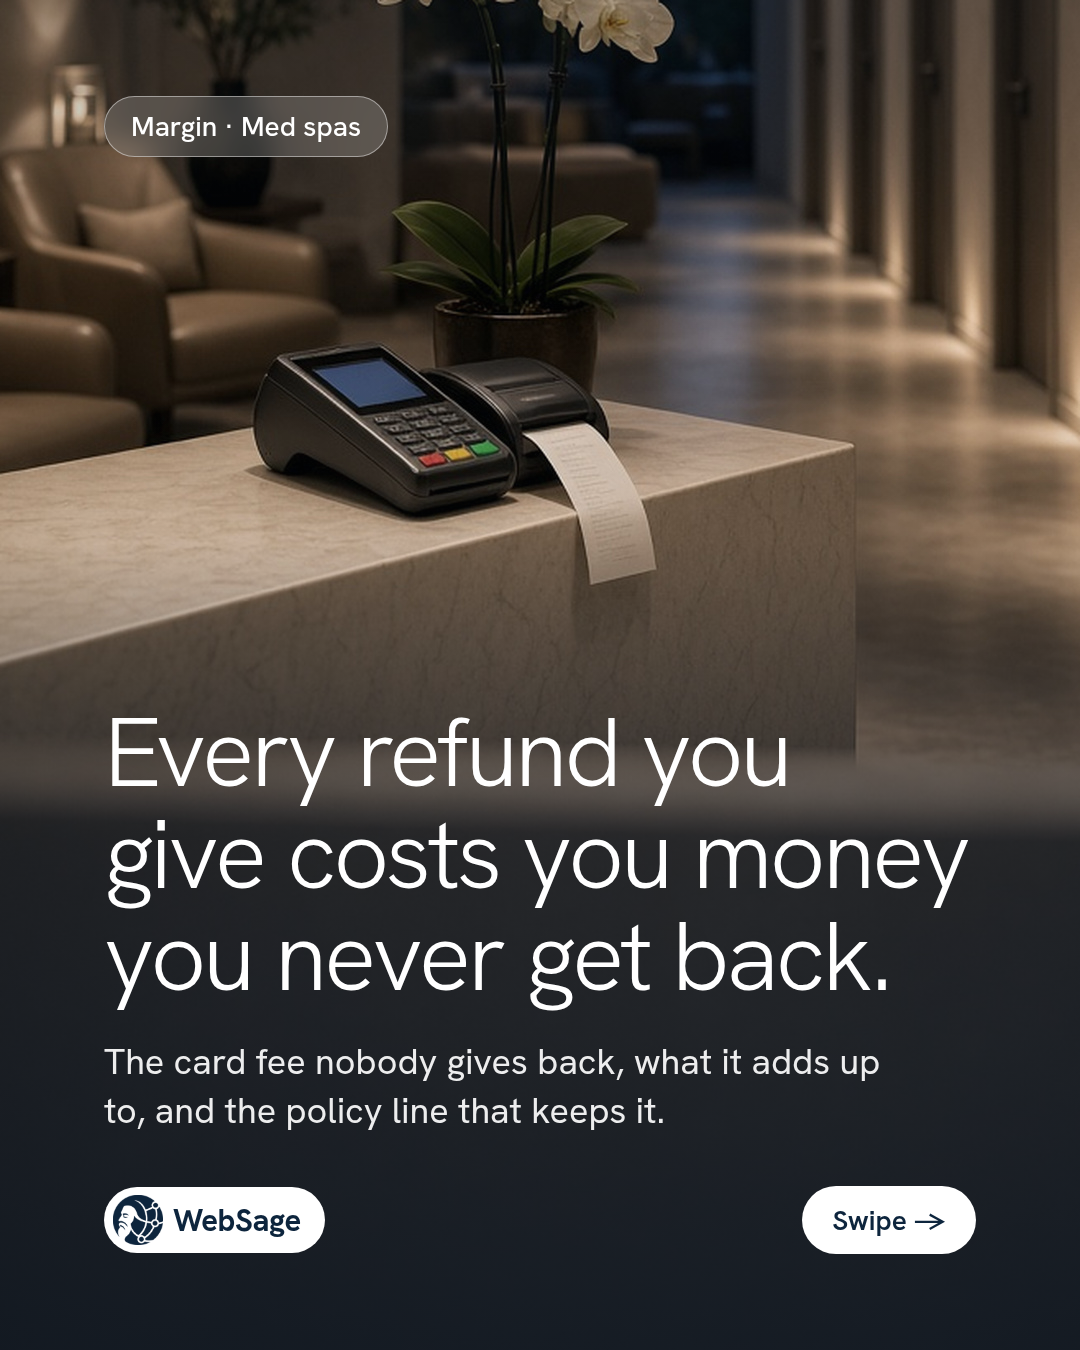 Margin · Med spas
Every refund you
give costs you money
you never get back.
The card fee nobody gives back, what it adds up
to, and the policy line that keeps it.
WebSage
Swipe →